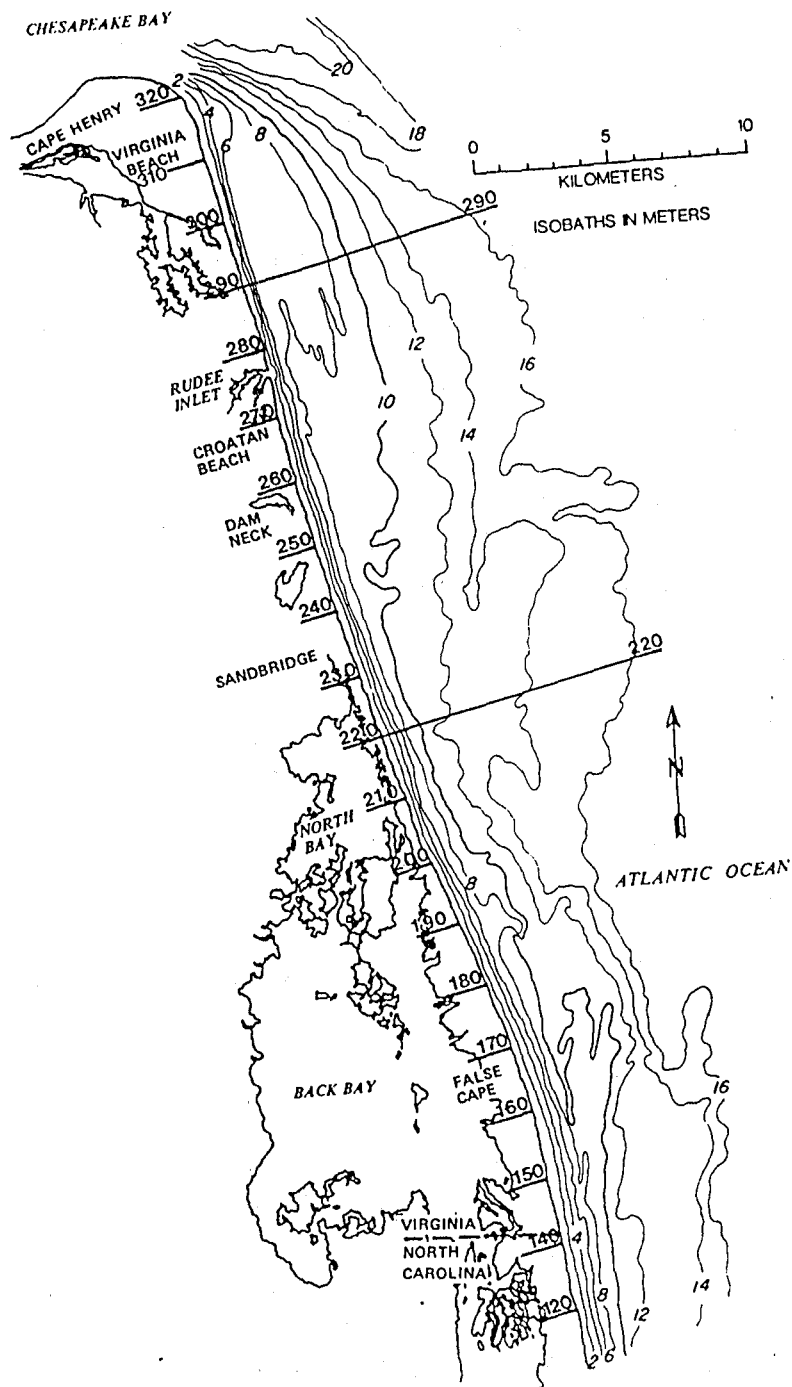 CHESAPEAKE BAY
20
2
320
4
CAPE HENRY
6
8
18
VIRGINIA
BEACH
310
0
5
10
KILOMETERS
290
ISOBATHS IN METERS
300
290
12
16
280
RUDEE
INLET
10
14
270
CROATAN
BEACH
260
DAM
NECK
250
240
SANDBRIDGE
230
220
220
N
210
NORTH
BAY
200
8
ATLANTIC OCEAN
190
180
170
FALSE
CAPE
BACK BAY
16
160
150
VIRGINIA
NORTH
CAROLINA
140
4
120
8
12
14
2
6